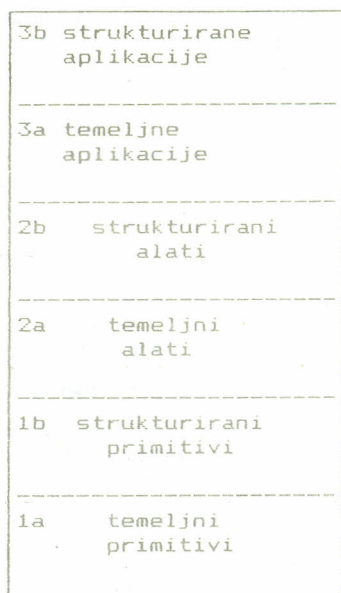 3b strukturirane
aplikacije
3a temeljne
aplikacije
2b strukturirani
alati
2a temeljni
alati
1b strukturirani
primitivi
1a temeljni
primitivi